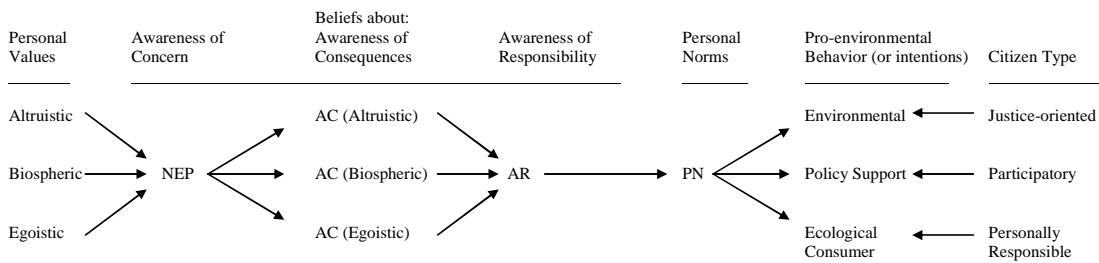 Beliefs about:
Personal Awareness of Awareness of Awareness of Personal Pro-environmental
Values Concern Consequences Responsibility Norms Behavior (or intentions) Citizen Type
Altruistic AC (Altruistic) Environmental Justice-oriented
Biospheric NEP AC (Biospheric) AR PN Policy Support Participatory
Egoistic AC (Egoistic) Ecological Personally
Consumer Responsible